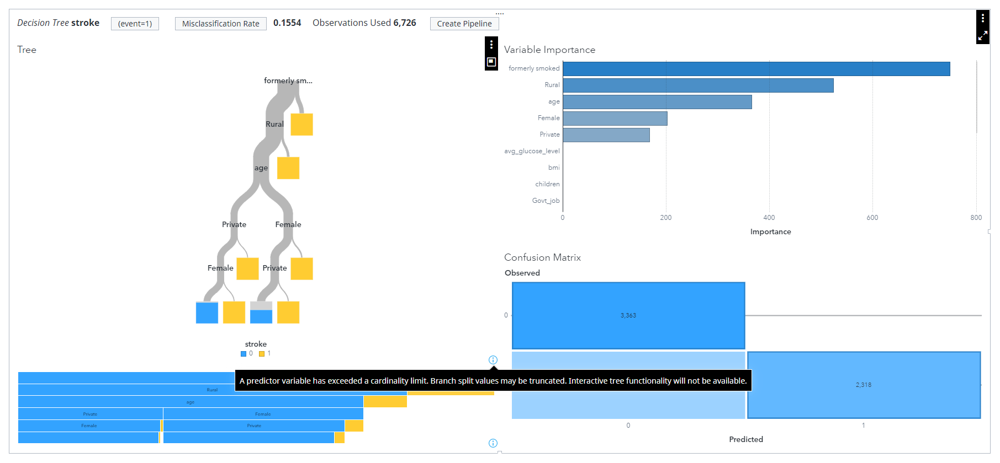 Decision Tree stroke (event=1) Misclassification Rate 0.1554 Observations Used 6,726 Create Pipeline
Tree
formerly sm...
Rural
age
Private Female
Female Private
stroke
0 1
A predictor variable has exceeded a cardinality limit. Branch split values may be truncated. Interactive tree functionality will not be available.
Rural
age
Private Female
Female Private
Variable Importance
formerly smoked
Rural
age
Female
Private
avg_glucose_level
bmi
children
Govt_job
0 200 400 600 800
Importance
Confusion Matrix
Observed
0 3,363
2,318
0 1
Predicted